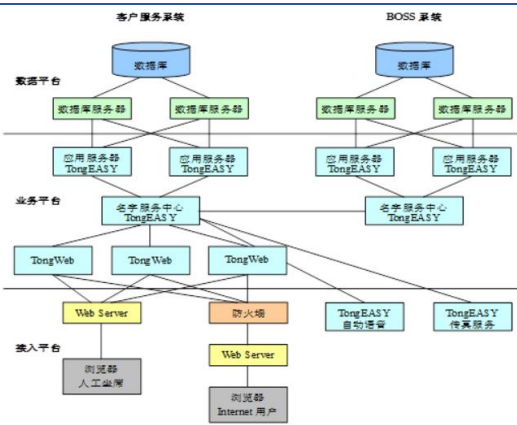 客户服务系统
BOSS 系统
数据库
数据库
数据平台
数据库服务器
数据库服务器
数据库服务器
数据库服务器
应用服务器
TongEASY
应用服务器
TongEASY
应用服务器
TongEASY
应用服务器
TongEASY
业务平台
名字服务中心
TongEASY
名字服务中心
TongEASY
TongWeb
TongWeb
TongWeb
Web Server
防火墙
TongEASY
自动语音
TongEASY
传真服务
接入平台
Web Server
浏览器
人工坐席
浏览器
Internet 用户